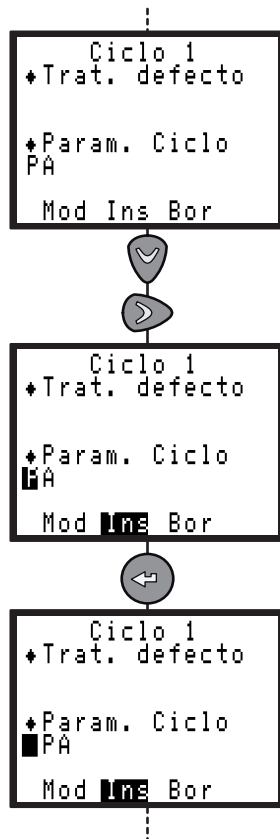 Ciclo 1
♦Trat. defecto
♦Param. Ciclo
PA
Mod Ins Bor
Ciclo 1
♦Trat. defecto
♦Param. Ciclo
PA
Mod Ins Bor
Ciclo 1
♦Trat. defecto
♦Param. Ciclo
PA
Mod Ins Bor